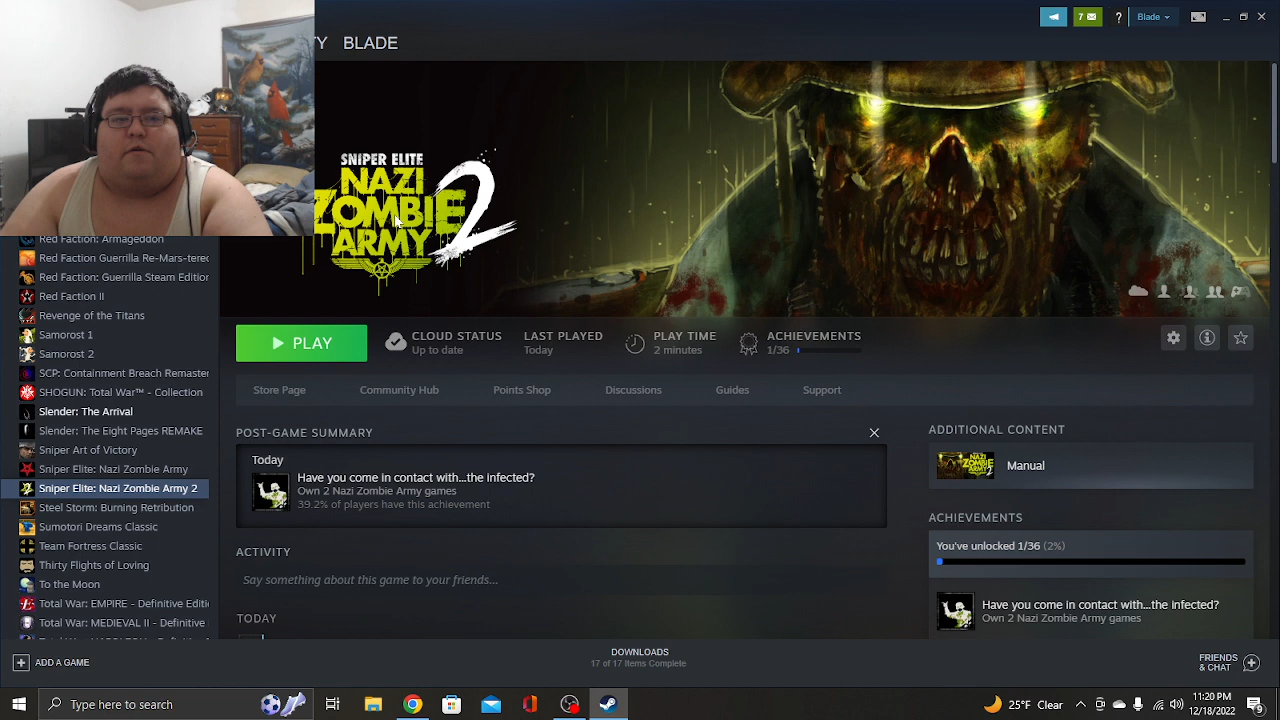 7
?
Blade
TY BLADE
SNIPER ELITE
NAZI
ZOMBIE
ARMY 2
Red Faction: Armageddon
Red Faction: Guerrilla Re-Mars-tered
Red Faction: Guerrilla Steam Edition
Red Faction II
Revenge of the Titans
Samorost 1
Samorost 2
SCP: Containment Breach Remaster
SHOGUN: Total War™ - Collection
Slender: The Arrival
Slender: The Eight Pages REMAKE
Sniper Art of Victory
Sniper Elite: Nazi Zombie Army
Sniper Elite: Nazi Zombie Army 2
Steel Storm: Burning Retribution
Sumotori Dreams Classic
Team Fortress Classic
Thirty Flights of Loving
To the Moon
Total War: EMPIRE - Definitive Editi
Total War: MEDIEVAL II - Definitive
PLAY
CLOUD STATUS
Up to date
LAST PLAYED
Today
PLAY TIME
2 minutes
ACHIEVEMENTS
1/36
Store Page
Community Hub
Points Shop
Discussions
Guides
Support
POST-GAME SUMMARY
Today
Have you come in contact with...the infected?
Own 2 Nazi Zombie Army games
39.2% of players have this achievement
ACTIVITY
Say something about this game to your friends...
TODAY
ADDITIONAL CONTENT
Manual
ACHIEVEMENTS
You've unlocked 1/36 (2%)
Have you come in contact with...the infected?
Own 2 Nazi Zombie Army games
ADD A GAME
DOWNLOADS
17 of 17 Items Complete
FRIENDS
& CHAT
Type here to search
25°F Clear
11:20 PM
12/18/2022